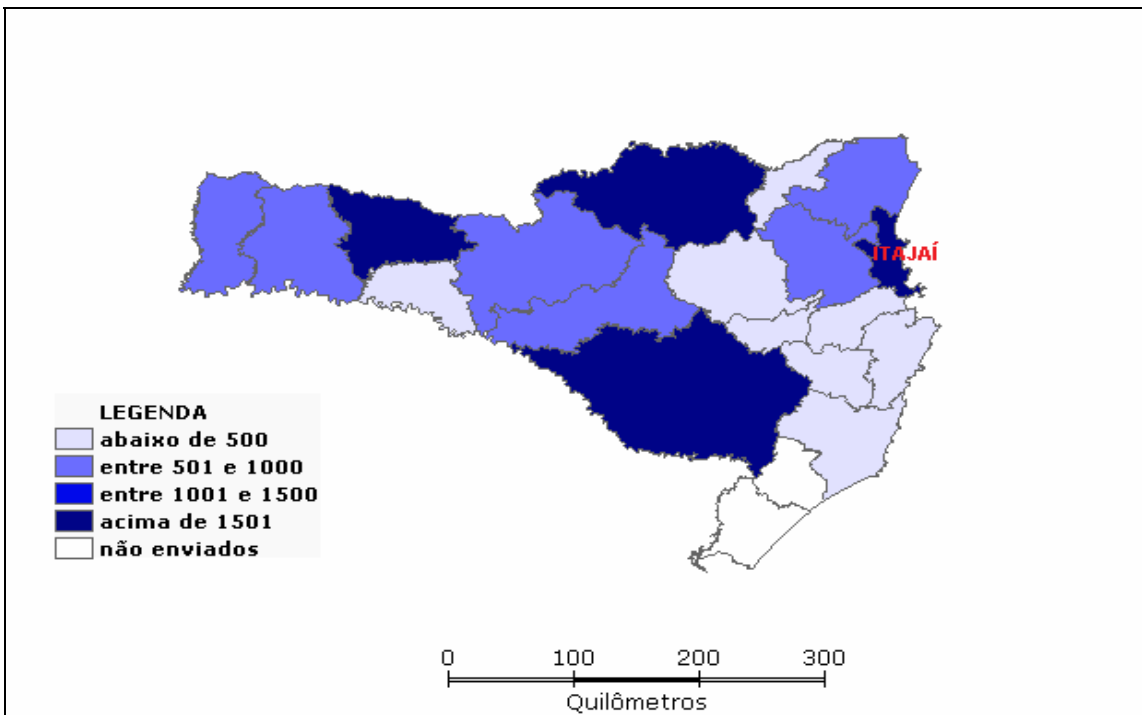 ITAJAÍ
LEGENDA
abaixo de 500
entre 501 e 1000
entre 1001 e 1500
acima de 1501
não enviados
0 100 200 300
Quilômetros